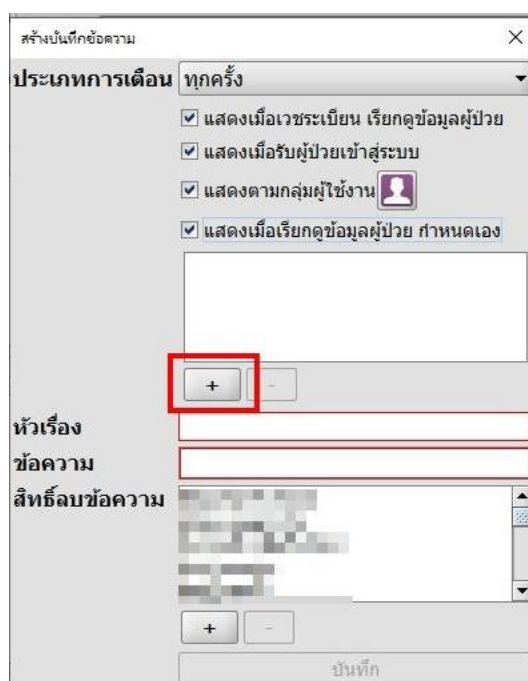 สร้างบันทึกข้อความ
ประเภทการเตือน ทุกครั้ง
แสดงเมื่อเวชระเบียน เรียกดูข้อมูลผู้ป่วย
แสดงเมื่อรับผู้ป่วยเข้าสู่ระบบ
แสดงตามกลุ่มผู้ใช้งาน
แสดงเมื่อเรียกดูข้อมูลผู้ป่วย กำหนดเอง
+ -
หัวเรื่อง
ข้อความ
สิทธิ์ลบข้อความ
+ -
บันทึก